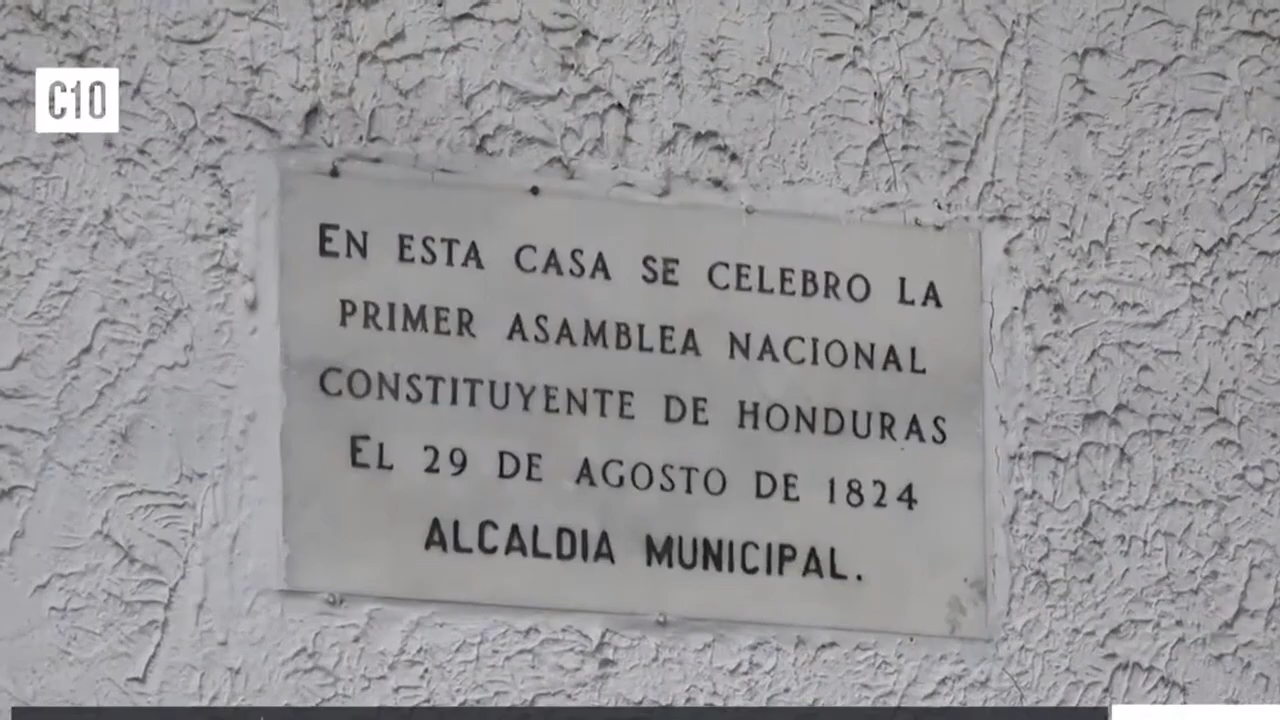 C10
EN ESTA CASA SE CELEBRO LA
PRIMER ASAMBLEA NACIONAL
CONSTITUYENTE DE HONDURAS
EL 29 DE AGOSTO DE 1824
ALCALDIA MUNICIPAL.